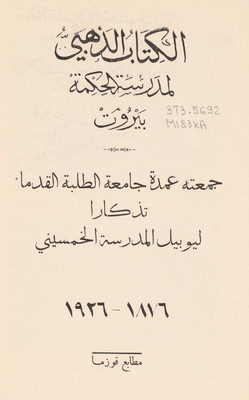 الكتاب الذهبي
لمدرسة الحكمة
بيروت
373.5692
M183kA
جمعته عمدة جامعة الطلبة القدماء
تذكارا
ليوبيل المدرسة الخمسيني
١٨٧٦ - ١٩٢٦
مطابع قوزما